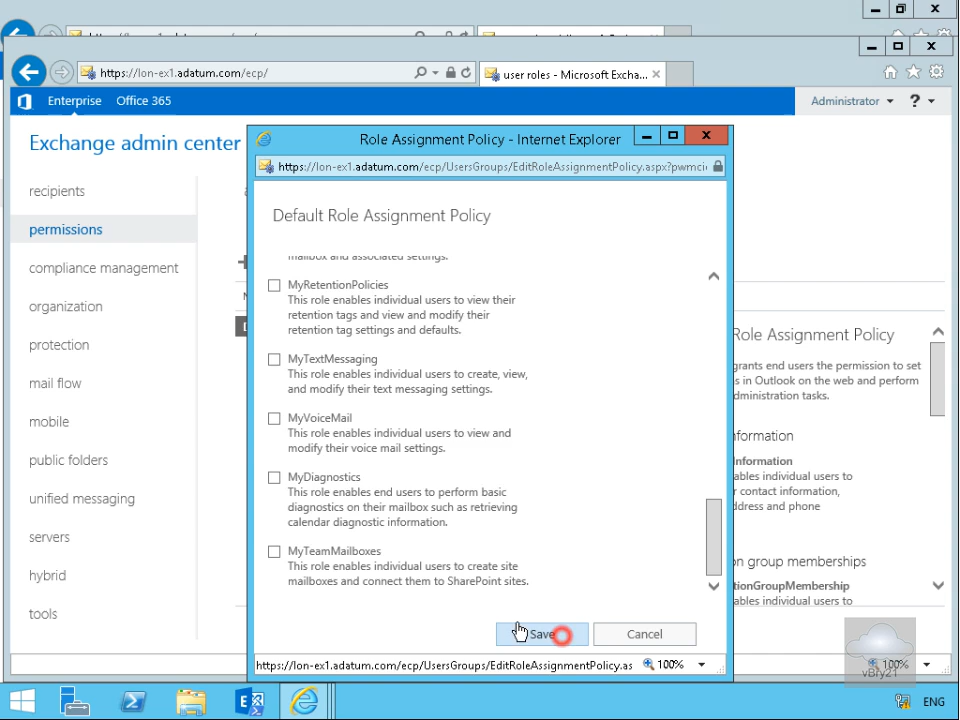 https://lon-ex1.adatum.com/ecp/
user roles - Microsoft Excha...
Enterprise Office 365
Administrator ?
Exchange admin center
recipients
permissions
compliance management
organization
protection
mail flow
mobile
public folders
unified messaging
servers
hybrid
tools
Role Assignment Policy - Internet Explorer
https://lon-ex1.adatum.com/ecp/UsersGroups/EditRoleAssignmentPolicy.aspx?pwmci
Default Role Assignment Policy
mailbox and associated settings.
MyRetentionPolicies
This role enables individual users to view their
retention tags and view and modify their
retention tag settings and defaults.
MyTextMessaging
This role enables individual users to create, view,
and modify their text messaging settings.
MyVoiceMail
This role enables individual users to view and
modify their voice mail settings.
MyDiagnostics
This role enables end users to perform basic
diagnostics on their mailbox such as retrieving
calendar diagnostic information.
MyTeamMailboxes
This role enables individual users to create site
mailboxes and connect them to SharePoint sites.
Save Cancel
https://lon-ex1.adatum.com/ecp/UsersGroups/EditRoleAssignmentPolicy.as 100%
Role Assignment Policy
grants end users the permission to set
s in Outlook on the web and perform
dministration tasks.
nformation
Information
ables individual users to
r contact information,
ddress and phone
on group memberships
tionGroupMembership
ables individual users to
100%
vBry21
ENG